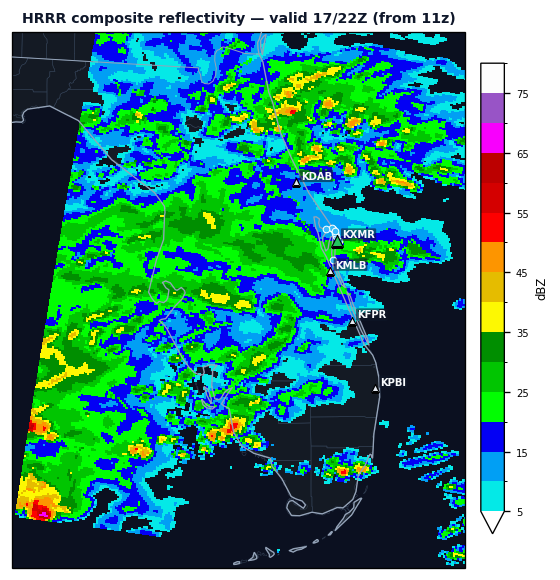 HRRR composite reflectivity — valid 17/22Z (from 11z)
KDAB
KXMR
KMLB
KFPR
KPBI
75
65
55
45
35
25
15
5
dBZ